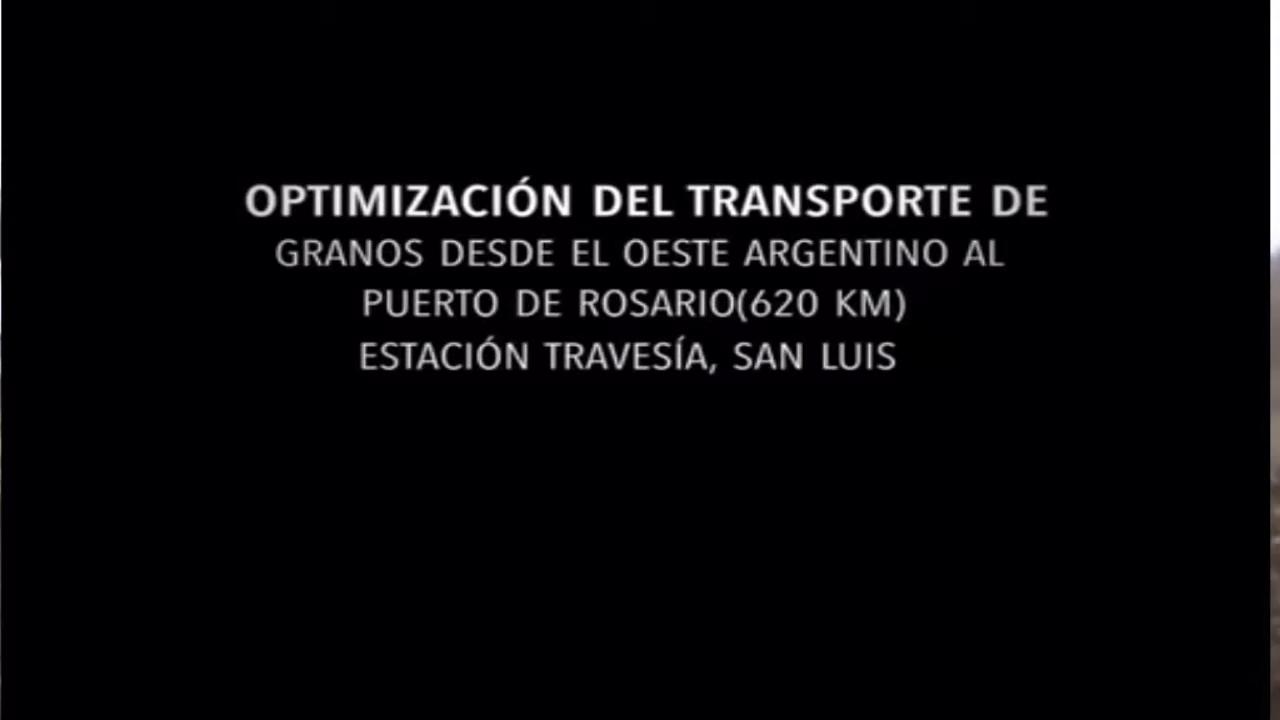 OPTIMIZACIÓN DEL TRANSPORTE DE
GRANOS DESDE EL OESTE ARGENTINO AL
PUERTO DE ROSARIO(620 KM)
ESTACIÓN TRAVESÍA, SAN LUIS